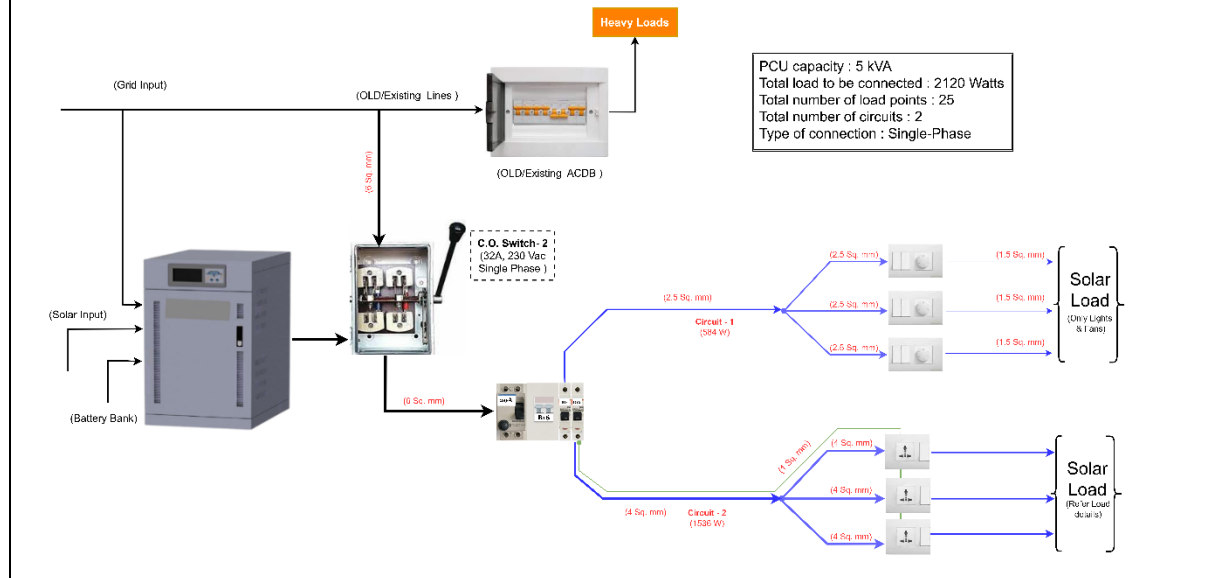 Heavy Loads
PCU capacity : 5 kVA
Total load to be connected : 2120 Watts
Total number of load points : 25
Total number of circuits : 2
Type of connection : Single-Phase
(Grid Input)
(OLD/Existing Lines )
(OLD/Existing ACDB )
(6 Sq. mm)
C.O. Switch- 2
(32A, 230 Vac
Single Phase )
(Solar Input)
(Battery Bank)
(6 Sq. mm)
(2.5 Sq. mm)
Circuit - 1
(584 W)
(2.5 Sq. mm)
(2.5 Sq. mm)
(2.5 Sq. mm)
(1.5 Sq. mm)
(1.5 Sq. mm)
(1.5 Sq. mm)
Solar
Load
(Only Lights
& Fans)
(1 Sq. mm)
(4 Sq. mm)
Circuit - 2
(1536 W)
(4 Sq. mm)
(4 Sq. mm)
(4 Sq. mm)
Solar
Load
(Refer Load
details)